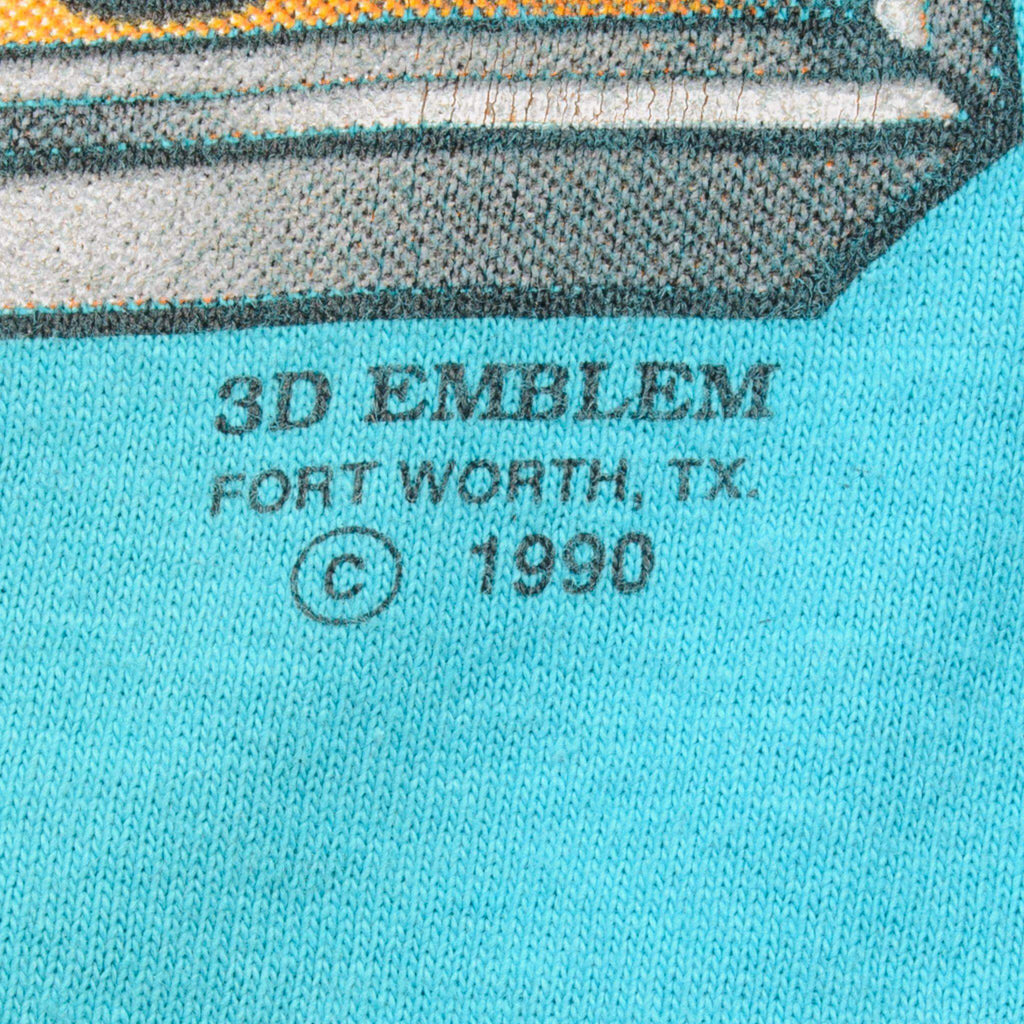 3D EMBLEM
FORT WORTH, TX.
© 1990